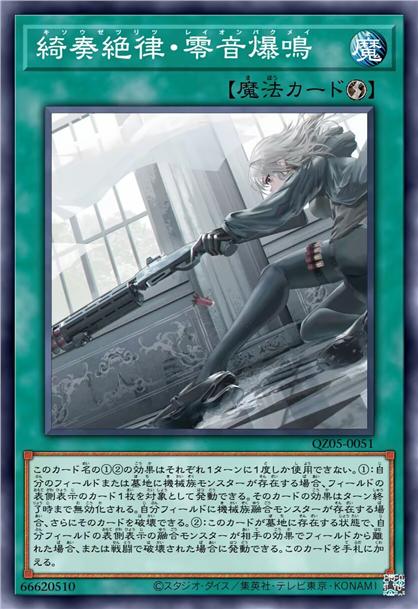 キソウゼツリツ レイオンバクメイ
綺奏絶律・零音爆鳴
魔
まほう
【魔法カード】
QZ05-0051
このカード名の①②の効果はそれぞれ1ターンに1度しか使用できない。①:自
分のフィールドまたは墓地に機械族モンスターが存在する場合、フィールドの
表側表示のカード1枚を対象として発動できる。そのカードの効果はターン終
了時まで無効化される。自分フィールドに機械族融合モンスターが存在する場
合、さらにそのカードを破壊できる。②:このカードが墓地に存在する状態で、自
分フィールドの表側表示の融合モンスターが相手の効果でフィールドから離
れた場合、または戦闘で破壊された場合に発動できる。このカードを手札に加
える。
66620510
©スタジオ・ダイス/集英社・テレビ東京・KONAMI